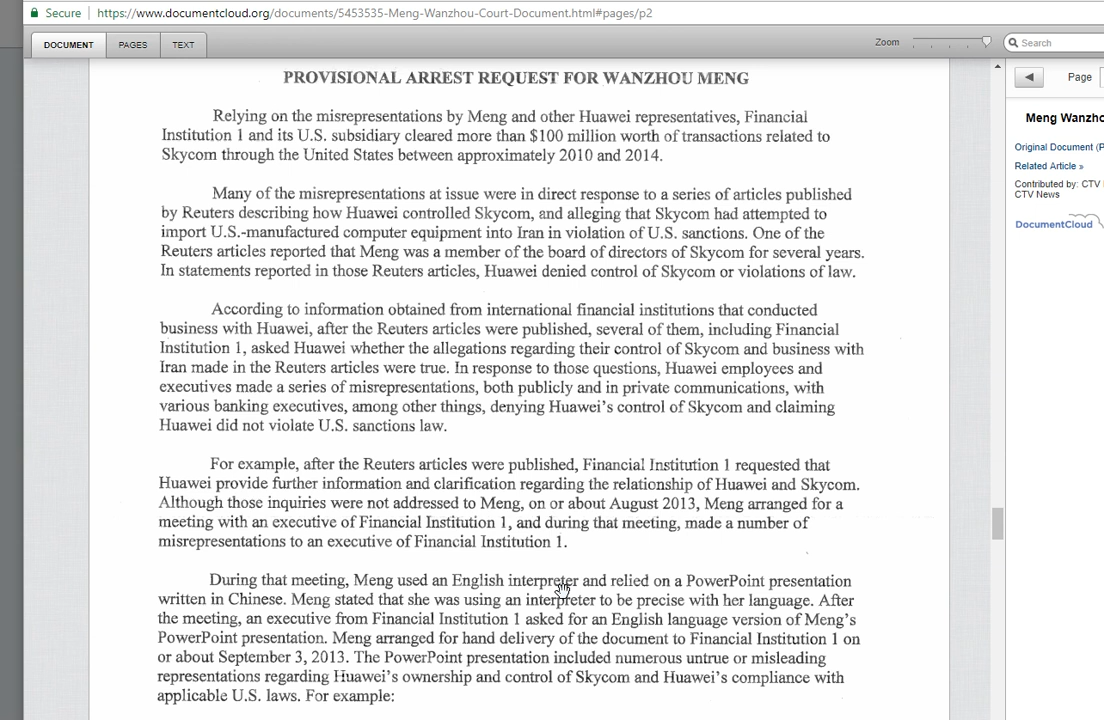 Secure https://www.documentcloud.org/documents/5453535-Meng-Wanzhou-Court-Document.html#pages/p2
DOCUMENT PAGES TEXT Zoom Search
Page
PROVISIONAL ARREST REQUEST FOR WANZHOU MENG
Relying on the misrepresentations by Meng and other Huawei representatives, Financial
Institution 1 and its U.S. subsidiary cleared more than $100 million worth of transactions related to
Skycom through the United States between approximately 2010 and 2014.
Many of the misrepresentations at issue were in direct response to a series of articles published
by Reuters describing how Huawei controlled Skycom, and alleging that Skycom had attempted to
import U.S.-manufactured computer equipment into Iran in violation of U.S. sanctions. One of the
Reuters articles reported that Meng was a member of the board of directors of Skycom for several years.
In statements reported in those Reuters articles, Huawei denied control of Skycom or violations of law.
According to information obtained from international financial institutions that conducted
business with Huawei, after the Reuters articles were published, several of them, including Financial
Institution 1, asked Huawei whether the allegations regarding their control of Skycom and business with
Iran made in the Reuters articles were true. In response to those questions, Huawei employees and
executives made a series of misrepresentations, both publicly and in private communications, with
various banking executives, among other things, denying Huawei's control of Skycom and claiming
Huawei did not violate U.S. sanctions law.
For example, after the Reuters articles were published, Financial Institution 1 requested that
Huawei provide further information and clarification regarding the relationship of Huawei and Skycom.
Although those inquiries were not addressed to Meng, on or about August 2013, Meng arranged for a
meeting with an executive of Financial Institution 1, and during that meeting, made a number of
misrepresentations to an executive of Financial Institution 1.
During that meeting, Meng used an English interpreter and relied on a PowerPoint presentation
written in Chinese. Meng stated that she was using an interpreter to be precise with her language. After
the meeting, an executive from Financial Institution 1 asked for an English language version of Meng's
PowerPoint presentation. Meng arranged for hand delivery of the document to Financial Institution 1 on
or about September 3, 2013. The PowerPoint presentation included numerous untrue or misleading
representations regarding Huawei's ownership and control of Skycom and Huawei's compliance with
applicable U.S. laws. For example:
Meng Wanzho
Original Document (P
Related Article »
Contributed by: CTV
CTV News
DocumentCloud